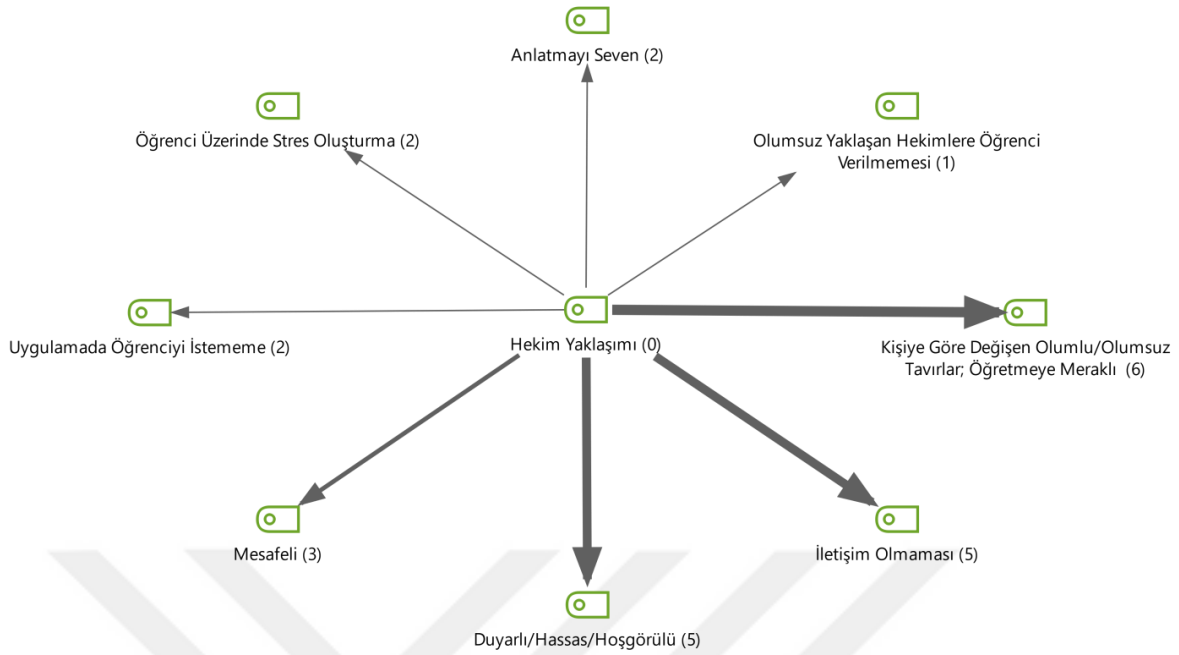 Anlatmayı Seven (2)
Öğrenci Üzerinde Stres Oluşturma (2)
Olumsuz Yaklaşan Hekimlere Öğrenci
Verilmemesi (1)
Uygulamada Öğrenciyi İstememe (2)
Hekim Yaklaşımı (0)
Kişiye Göre Değişen Olumlu/Olumsuz
Tavırlar; Öğretmeye Meraklı (6)
Mesafeli (3)
İletişim Olmaması (5)
Duyarlı/Hassas/Hoşgörülü (5)